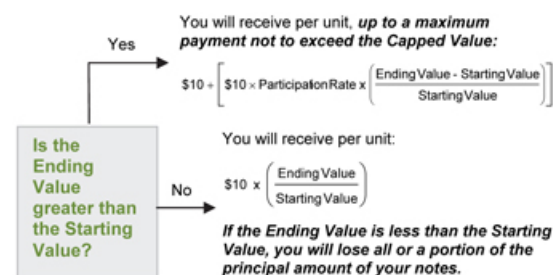 You will receive per unit, up to a maximum
payment not to exceed the Capped Value:
Yes
$10 + [$10 × Participation Rate x (Ending Value - Starting Value / Starting Value)]
Is the
Ending
Value
greater than
the Starting
Value?
No
You will receive per unit:
$10 x (Ending Value / Starting Value)
If the Ending Value is less than the Starting
Value, you will lose all or a portion of the
principal amount of your notes.